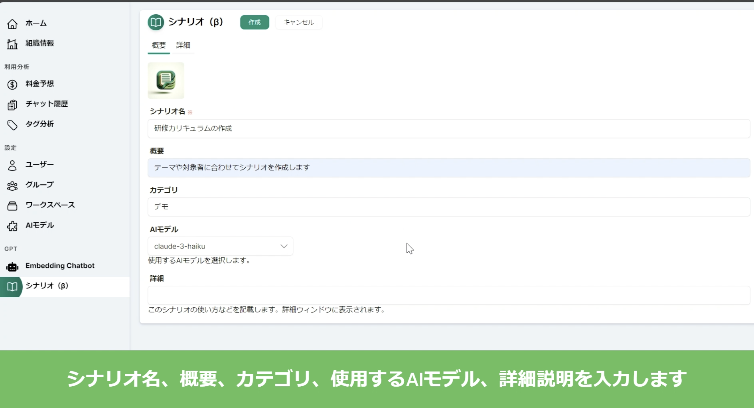 ホーム
組織情報
利用分析
料金予想
チャット履歴
タグ分析
設定
ユーザー
グループ
ワークスペース
AIモデル
GPT
Embedding Chatbot
シナリオ（β）
シナリオ（β） 作成 キャンセル
概要 詳細
シナリオ名
研修カリキュラムの作成
概要
テーマや対象者に合わせてシナリオを作成します
カテゴリ
デモ
AIモデル
claude-3-haiku
使用するAIモデルを選択します。
詳細
このシナリオの使い方などを記載します。詳細ウィンドウに表示されます。
シナリオ名、概要、カテゴリ、使用するAIモデル、詳細説明を入力します